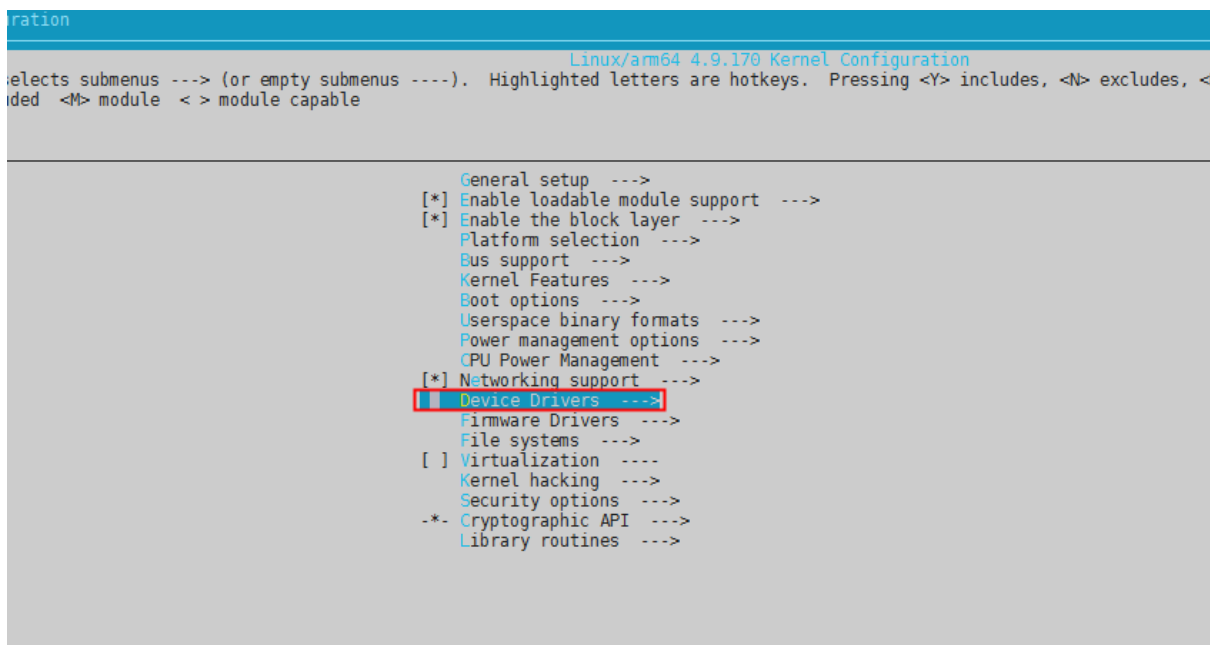 ration
Linux/arm64 4.9.170 Kernel Configuration
selects submenus ---> (or empty submenus ----).  Highlighted letters are hotkeys.  Pressing <Y> includes, <N> excludes, <
ded  <M> module  < > module capable
General setup  --->
[*] Enable loadable module support  --->
[*] Enable the block layer  --->
Platform selection  --->
Bus support  --->
Kernel Features  --->
Boot options  --->
Userspace binary formats  --->
Power management options  --->
CPU Power Management  --->
[*] Networking support  --->
Device Drivers  --->
Firmware Drivers  --->
File systems  --->
[ ] Virtualization  ----
Kernel hacking  --->
Security options  --->
-*- Cryptographic API  --->
Library routines  --->